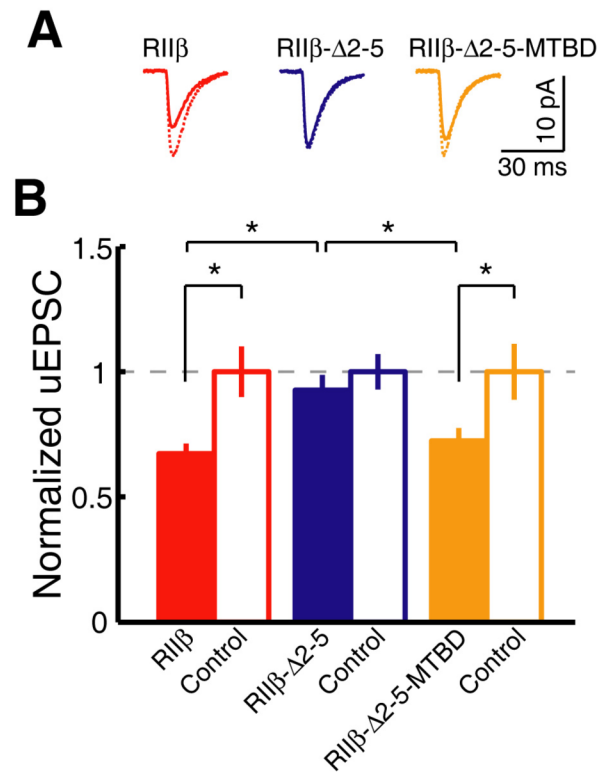 A
RIIβ RIIβ-Δ2-5 RIIβ-Δ2-5-MTBD
10 pA
30 ms
B
* *
* *
Normalized uEPSC
1.5
1
0.5
0
RIIβ Control RIIβ-Δ2-5 Control RIIβ-Δ2-5-MTBD Control